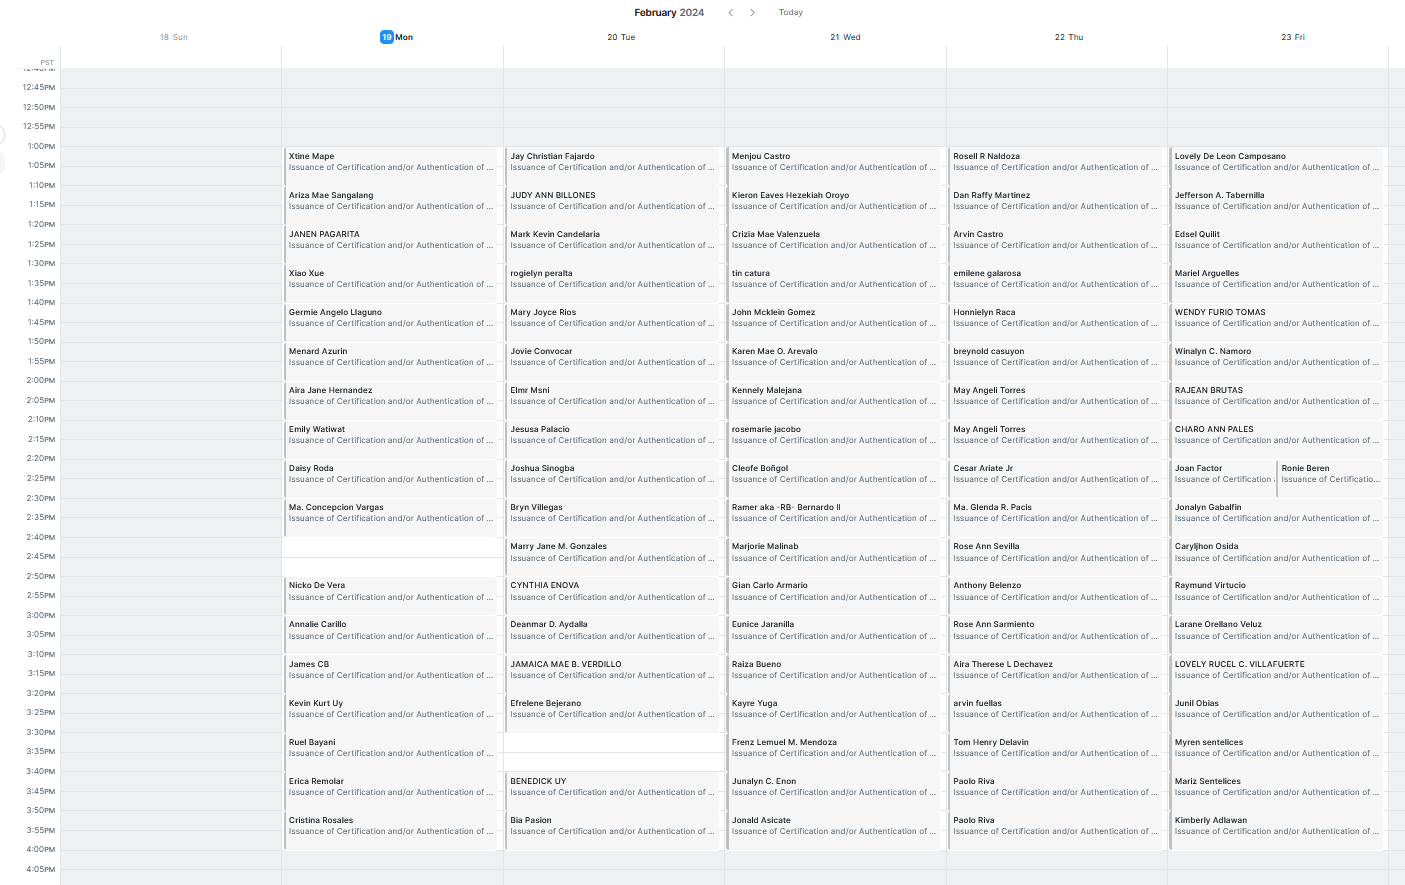 February 2024
Today
18 Sun
19 Mon
20 Tue
21 Wed
22 Thu
23 Fri
PST
12:45PM
12:50PM
12:55PM
1:00PM
1:05PM
1:10PM
1:15PM
1:20PM
1:25PM
1:30PM
1:35PM
1:40PM
1:45PM
1:50PM
1:55PM
2:00PM
2:05PM
2:10PM
2:15PM
2:20PM
2:25PM
2:30PM
2:35PM
2:40PM
2:45PM
2:50PM
2:55PM
3:00PM
3:05PM
3:10PM
3:15PM
3:20PM
3:25PM
3:30PM
3:35PM
3:40PM
3:45PM
3:50PM
3:55PM
4:00PM
4:05PM
Xtine Mape
Issuance of Certification and/or Authentication of ...
Ariza Mae Sangalang
Issuance of Certification and/or Authentication of ...
JANEN PAGARITA
Issuance of Certification and/or Authentication of ...
Xiao Xue
Issuance of Certification and/or Authentication of ...
Germie Angelo Llaguno
Issuance of Certification and/or Authentication of ...
Menard Azurin
Issuance of Certification and/or Authentication of ...
Aira Jane Hernandez
Issuance of Certification and/or Authentication of ...
Emily Watiwat
Issuance of Certification and/or Authentication of ...
Daisy Roda
Issuance of Certification and/or Authentication of ...
Ma. Concepcion Vargas
Issuance of Certification and/or Authentication of ...
Nicko De Vera
Issuance of Certification and/or Authentication of ...
Annalie Carillo
Issuance of Certification and/or Authentication of ...
James CB
Issuance of Certification and/or Authentication of ...
Kevin Kurt Uy
Issuance of Certification and/or Authentication of ...
Ruel Bayani
Issuance of Certification and/or Authentication of ...
Erica Remolar
Issuance of Certification and/or Authentication of ...
Cristina Rosales
Issuance of Certification and/or Authentication of ...
Jay Christian Fajardo
Issuance of Certification and/or Authentication of ...
JUDY ANN BILLONES
Issuance of Certification and/or Authentication of ...
Mark Kevin Candelaria
Issuance of Certification and/or Authentication of ...
rogielyn peralta
Issuance of Certification and/or Authentication of ...
Mary Joyce Rios
Issuance of Certification and/or Authentication of ...
Jovie Convocar
Issuance of Certification and/or Authentication of ...
Elmr Msni
Issuance of Certification and/or Authentication of ...
Jesusa Palacio
Issuance of Certification and/or Authentication of ...
Joshua Sinogba
Issuance of Certification and/or Authentication of ...
Bryn Villegas
Issuance of Certification and/or Authentication of ...
Marry Jane M. Gonzales
Issuance of Certification and/or Authentication of ...
CYNTHIA ENOVA
Issuance of Certification and/or Authentication of ...
Deanmar D. Aydalla
Issuance of Certification and/or Authentication of ...
JAMAICA MAE B. VERDILLO
Issuance of Certification and/or Authentication of ...
Efrelene Bejerano
Issuance of Certification and/or Authentication of ...
BENEDICK UY
Issuance of Certification and/or Authentication of ...
Bia Pasion
Issuance of Certification and/or Authentication of ...
Menjou Castro
Issuance of Certification and/or Authentication of ...
Kieron Eaves Hezekiah Oroyo
Issuance of Certification and/or Authentication of ...
Crizia Mae Valenzuela
Issuance of Certification and/or Authentication of ...
tin catura
Issuance of Certification and/or Authentication of ...
John Mcklein Gomez
Issuance of Certification and/or Authentication of ...
Karen Mae O. Arevalo
Issuance of Certification and/or Authentication of ...
Kennely Malejana
Issuance of Certification and/or Authentication of ...
rosemarie jacobo
Issuance of Certification and/or Authentication of ...
Cleofe Boñgol
Issuance of Certification and/or Authentication of ...
Ramer aka -RB- Bernardo II
Issuance of Certification and/or Authentication of ...
Marjorie Malinab
Issuance of Certification and/or Authentication of ...
Gian Carlo Armario
Issuance of Certification and/or Authentication of ...
Eunice Jaranilla
Issuance of Certification and/or Authentication of ...
Raiza Bueno
Issuance of Certification and/or Authentication of ...
Kayre Yuga
Issuance of Certification and/or Authentication of ...
Frenz Lemuel M. Mendoza
Issuance of Certification and/or Authentication of ...
Junalyn C. Enon
Issuance of Certification and/or Authentication of ...
Jonald Asicate
Issuance of Certification and/or Authentication of ...
Rosell R Naldoza
Issuance of Certification and/or Authentication of ...
Dan Raffy Martinez
Issuance of Certification and/or Authentication of ...
Arvin Castro
Issuance of Certification and/or Authentication of ...
emilene galarosa
Issuance of Certification and/or Authentication of ...
Honnielyn Raca
Issuance of Certification and/or Authentication of ...
breynold casuyon
Issuance of Certification and/or Authentication of ...
May Angeli Torres
Issuance of Certification and/or Authentication of ...
May Angeli Torres
Issuance of Certification and/or Authentication of ...
Cesar Ariate Jr
Issuance of Certification and/or Authentication of ...
Ma. Glenda R. Pacis
Issuance of Certification and/or Authentication of ...
Rose Ann Sevilla
Issuance of Certification and/or Authentication of ...
Anthony Belenzo
Issuance of Certification and/or Authentication of ...
Rose Ann Sarmiento
Issuance of Certification and/or Authentication of ...
Aira Therese L Dechavez
Issuance of Certification and/or Authentication of ...
arvin fuellas
Issuance of Certification and/or Authentication of ...
Tom Henry Delavin
Issuance of Certification and/or Authentication of ...
Paolo Riva
Issuance of Certification and/or Authentication of ...
Paolo Riva
Issuance of Certification and/or Authentication of ...
Lovely De Leon Camposano
Issuance of Certification and/or Authentication of ...
Jefferson A. Tabernilla
Issuance of Certification and/or Authentication of ...
Edsel Quilit
Issuance of Certification and/or Authentication of ...
Mariel Arguelles
Issuance of Certification and/or Authentication of ...
WENDY FURIO TOMAS
Issuance of Certification and/or Authentication of ...
Winalyn C. Namoro
Issuance of Certification and/or Authentication of ...
RAJEAN BRUTAS
Issuance of Certification and/or Authentication of ...
CHARO ANN PALES
Issuance of Certification and/or Authentication of ...
Joan Factor
Issuance of Certification
Ronie Beren
Issuance of Certificatio...
Jonalyn Gabalfin
Issuance of Certification and/or Authentication of ...
Caryljhon Osida
Issuance of Certification and/or Authentication of ...
Raymund Virtucio
Issuance of Certification and/or Authentication of ...
Larane Orellano Veluz
Issuance of Certification and/or Authentication of ...
LOVELY RUCEL C. VILLAFUERTE
Issuance of Certification and/or Authentication of ...
Junil Obias
Issuance of Certification and/or Authentication of ...
Myren sentelices
Issuance of Certification and/or Authentication of ...
Mariz Sentelices
Issuance of Certification and/or Authentication of ...
Kimberly Adlawan
Issuance of Certification and/or Authentication of ...